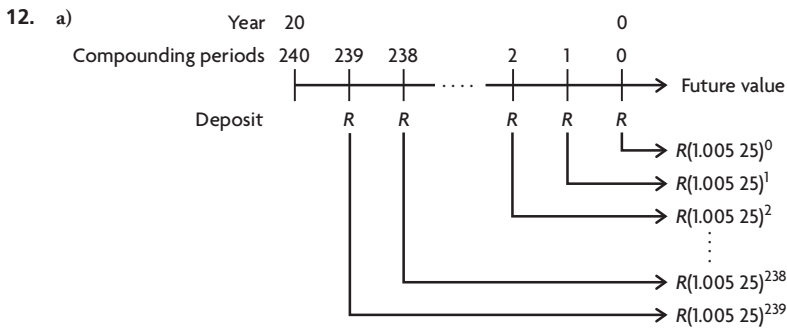 12. a)
Year 20 0
Compounding periods 240 239 238 .... 2 1 0
Future value
Deposit R R R R R
R(1.005 25)⁰
R(1.005 25)¹
R(1.005 25)²
⋮
R(1.005 25)²³⁸
R(1.005 25)²³⁹